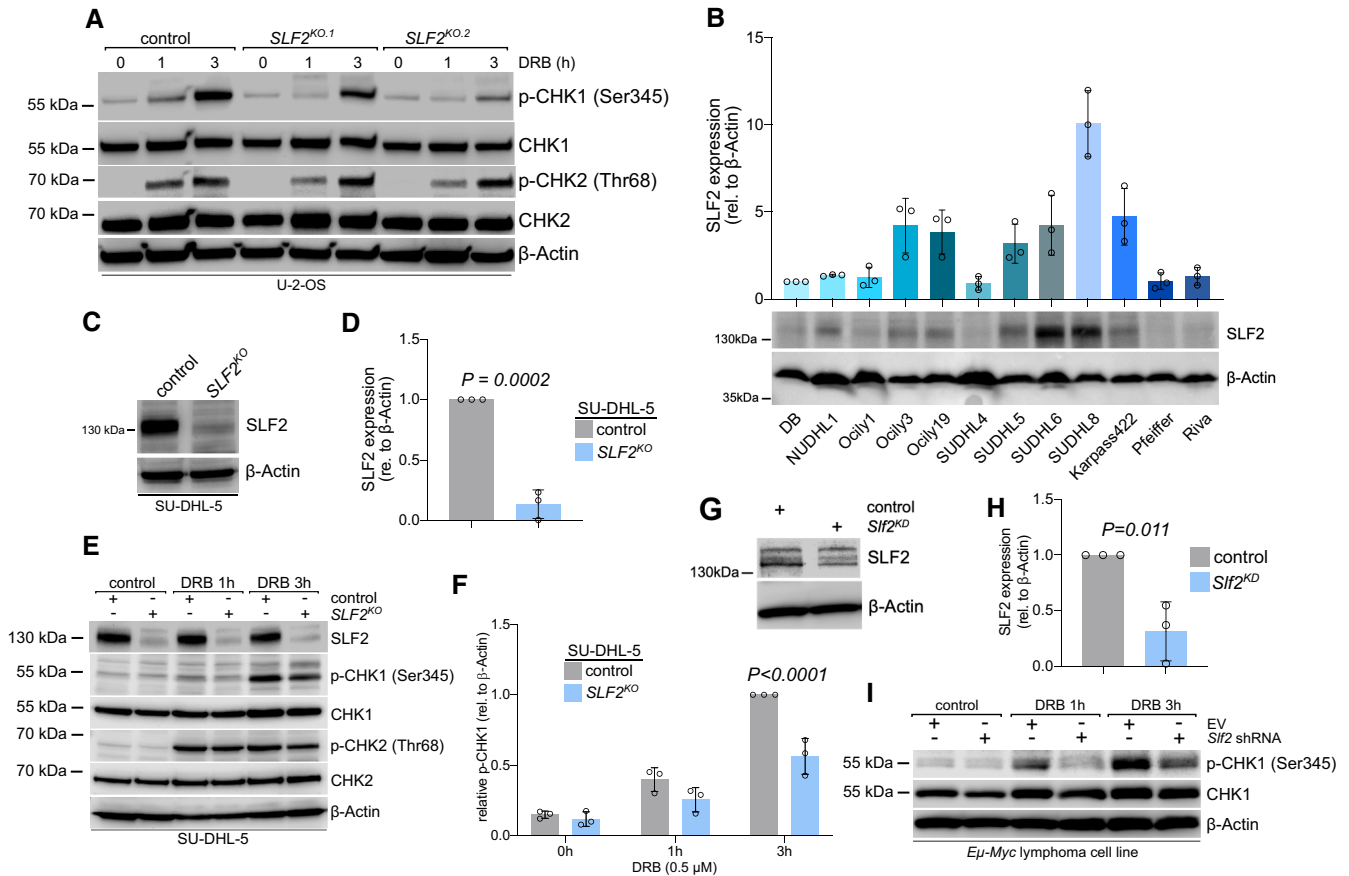 A
control SLF2KO.1 SLF2KO.2
0 1 3 0 1 3 0 1 3 DRB (h)
55 kDa p-CHK1 (Ser345)
55 kDa CHK1
70 kDa p-CHK2 (Thr68)
70 kDa CHK2
β-Actin
U-2-OS
B
SLF2 expression
(rel. to β-Actin)
15
10
5
0
130kDa SLF2
35kDa β-Actin
DB NUDHL1 Ocily1 Ocily3 Ocily19 SUDHL4 SUDHL5 SUDHL6 SUDHL8 Karpass422 Pfeiffer Riva
C
control SLF2KO
130 kDa SLF2
β-Actin
SU-DHL-5
D
SLF2 expression
(rel. to β-Actin)
1.5
1.0
0.5
0.0
P = 0.0002
SU-DHL-5
control
SLF2KO
E
control DRB 1h DRB 3h
+ - + - + - control
- + - + - + SLF2KO
130 kDa SLF2
55 kDa p-CHK1 (Ser345)
55 kDa CHK1
70 kDa p-CHK2 (Thr68)
70 kDa CHK2
β-Actin
SU-DHL-5
F
relative p-CHK1 (rel. to β-Actin)
1.5
1.0
0.5
0.0
SU-DHL-5
control
SLF2KO
P<0.0001
0h 1h 3h
DRB (0.5 μM)
G
+ control
+ Slf2KD
130kDa SLF2
β-Actin
H
SLF2 expression
(rel. to β-Actin)
1.5
1.0
0.5
0.0
P=0.011
control
Slf2KD
I
control DRB 1h DRB 3h
+ - + - + - EV
- + - + - + Slf2 shRNA
55 kDa p-CHK1 (Ser345)
55 kDa CHK1
β-Actin
Eμ-Myc lymphoma cell line